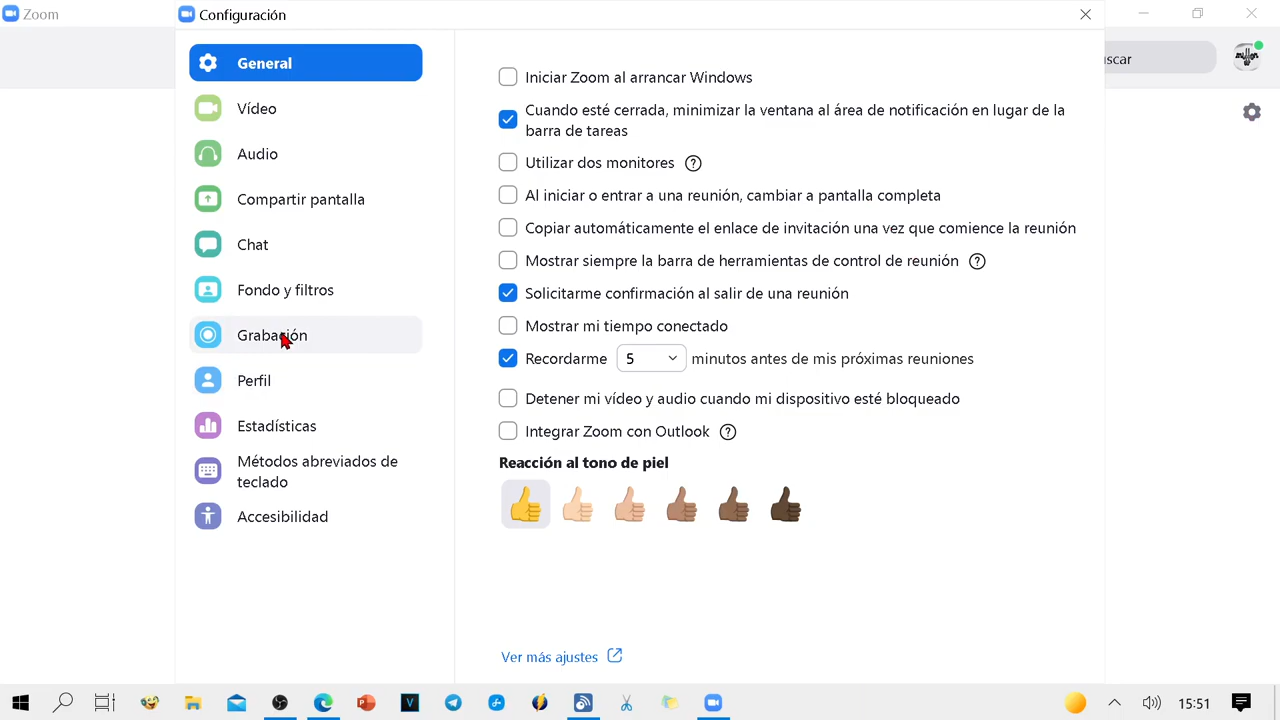 Zoom
Configuración
General
Vídeo
Audio
Compartir pantalla
Chat
Fondo y filtros
Grabación
Perfil
Estadísticas
Métodos abreviados de
teclado
Accesibilidad
Iniciar Zoom al arrancar Windows
Cuando esté cerrada, minimizar la ventana al área de notificación en lugar de la
barra de tareas
Utilizar dos monitores ?
Al iniciar o entrar a una reunión, cambiar a pantalla completa
Copiar automáticamente el enlace de invitación una vez que comience la reunión
Mostrar siempre la barra de herramientas de control de reunión ?
Solicitarme confirmación al salir de una reunión
Mostrar mi tiempo conectado
Recordarme 5 minutos antes de mis próximas reuniones
Detener mi vídeo y audio cuando mi dispositivo esté bloqueado
Integrar Zoom con Outlook ?
Reacción al tono de piel
Ver más ajustes
scar
15:51